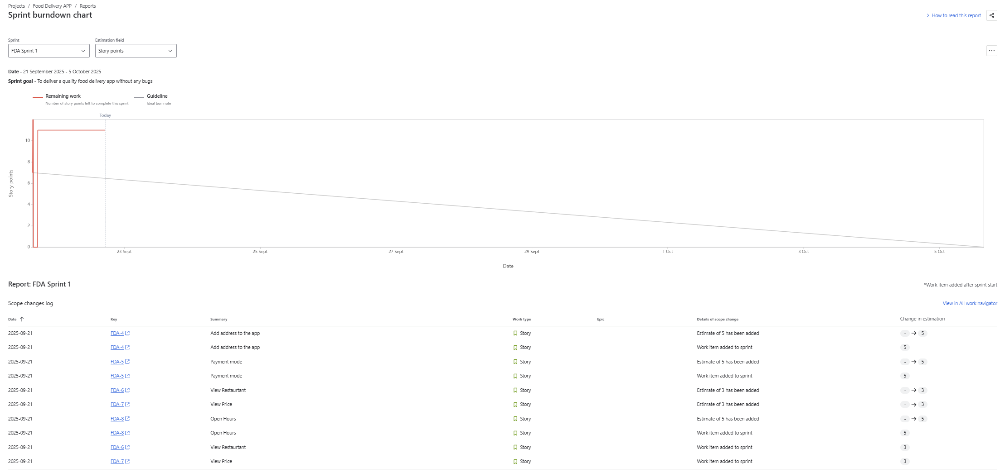 Projects / Food Delivery APP / Reports
Sprint burndown chart
How to read this report
Sprint
Estimation field
FDA Sprint 1
Story points
Date - 21 September 2025 - 5 October 2025
Sprint goal - To deliver a quality food delivery app without any bugs
Remaining work
Number of story points left to complete this sprint
Guideline
Ideal burn rate
Today
10
8
6
4
2
0
Story points
23 Sept
25 Sept
27 Sept
29 Sept
1 Oct
3 Oct
5 Oct
Date
Report: FDA Sprint 1
*Work item added after sprint start
Scope changes log
View in All work navigator
Date Key Summary Work type Epic Details of scope change Change in estimation
2025-09-21 FDA-4 Add address to the app Story Estimate of 5 has been added - → 5
2025-09-21 FDA-4 Add address to the app Story Work item added to sprint 5
2025-09-21 FDA-5 Payment mode Story Estimate of 5 has been added - → 5
2025-09-21 FDA-5 Payment mode Story Work item added to sprint 5
2025-09-21 FDA-6 View Restaurtant Story Estimate of 3 has been added - → 3
2025-09-21 FDA-7 View Price Story Estimate of 3 has been added - → 3
2025-09-21 FDA-8 Open Hours Story Estimate of 5 has been added - → 5
2025-09-21 FDA-8 Open Hours Story Work item added to sprint 5
2025-09-21 FDA-6 View Restaurtant Story Work item added to sprint 3
2025-09-21 FDA-7 View Price Story Work item added to sprint 3